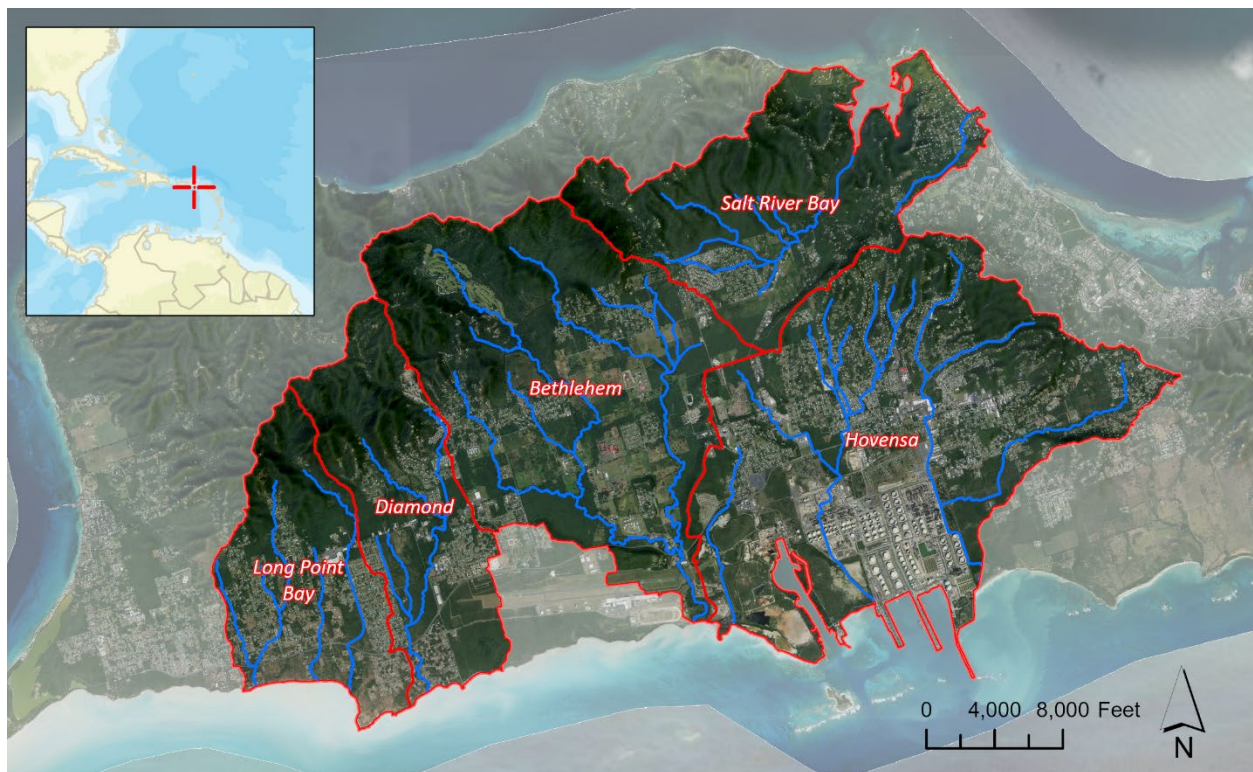 Salt River Bay
Bethlehem
Hovensa
Diamond
Long Point
Bay
0 4,000 8,000 Feet
N